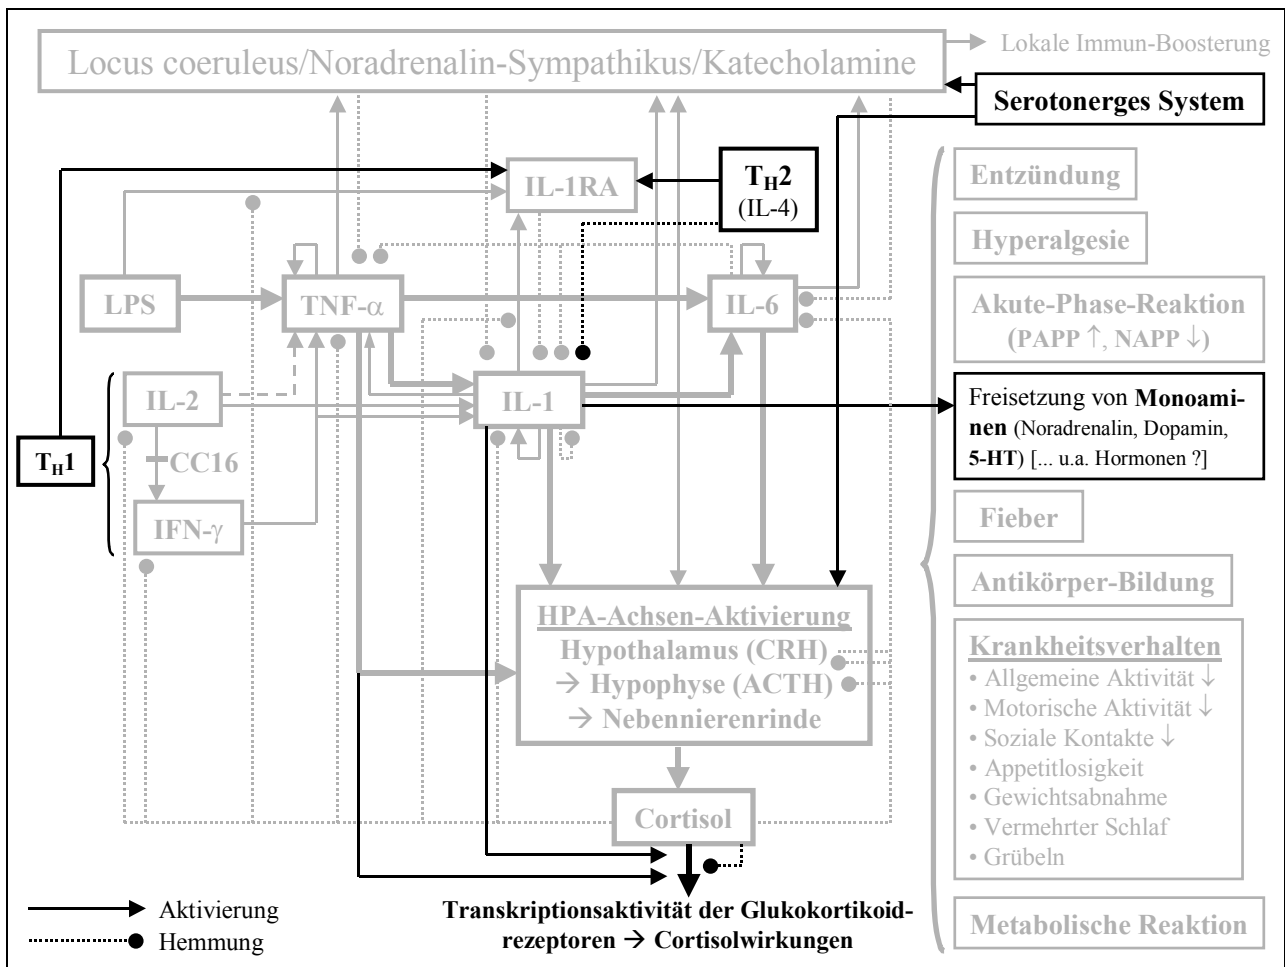 Locus coeruleus/Noradrenalin-Sympathikus/Katecholamine
Lokale Immun-Boosterung
Serotonerges System
IL-1RA
TH2
(IL-4)
Entzündung
Hyperalgesie
LPS
TNF-α
IL-6
Akute-Phase-Reaktion
(PAPP ↑, NAPP ↓)
IL-2
IL-1
Freisetzung von Monoami-
nen (Noradrenalin, Dopamin,
5-HT) [... u.a. Hormonen ?]
TH1
CC16
IFN-γ
Fieber
Antikörper-Bildung
HPA-Achsen-Aktivierung
Hypothalamus (CRH)
→ Hypophyse (ACTH)
→ Nebennierenrinde
Krankheitsverhalten
• Allgemeine Aktivität ↓
• Motorische Aktivität ↓
• Soziale Kontakte ↓
• Appetitlosigkeit
• Gewichtsabnahme
• Vermehrter Schlaf
• Grübeln
Cortisol
Metabolische Reaktion
Aktivierung
Hemmung
Transkriptionsaktivität der Glukokortikoid-
rezeptoren → Cortisolwirkungen